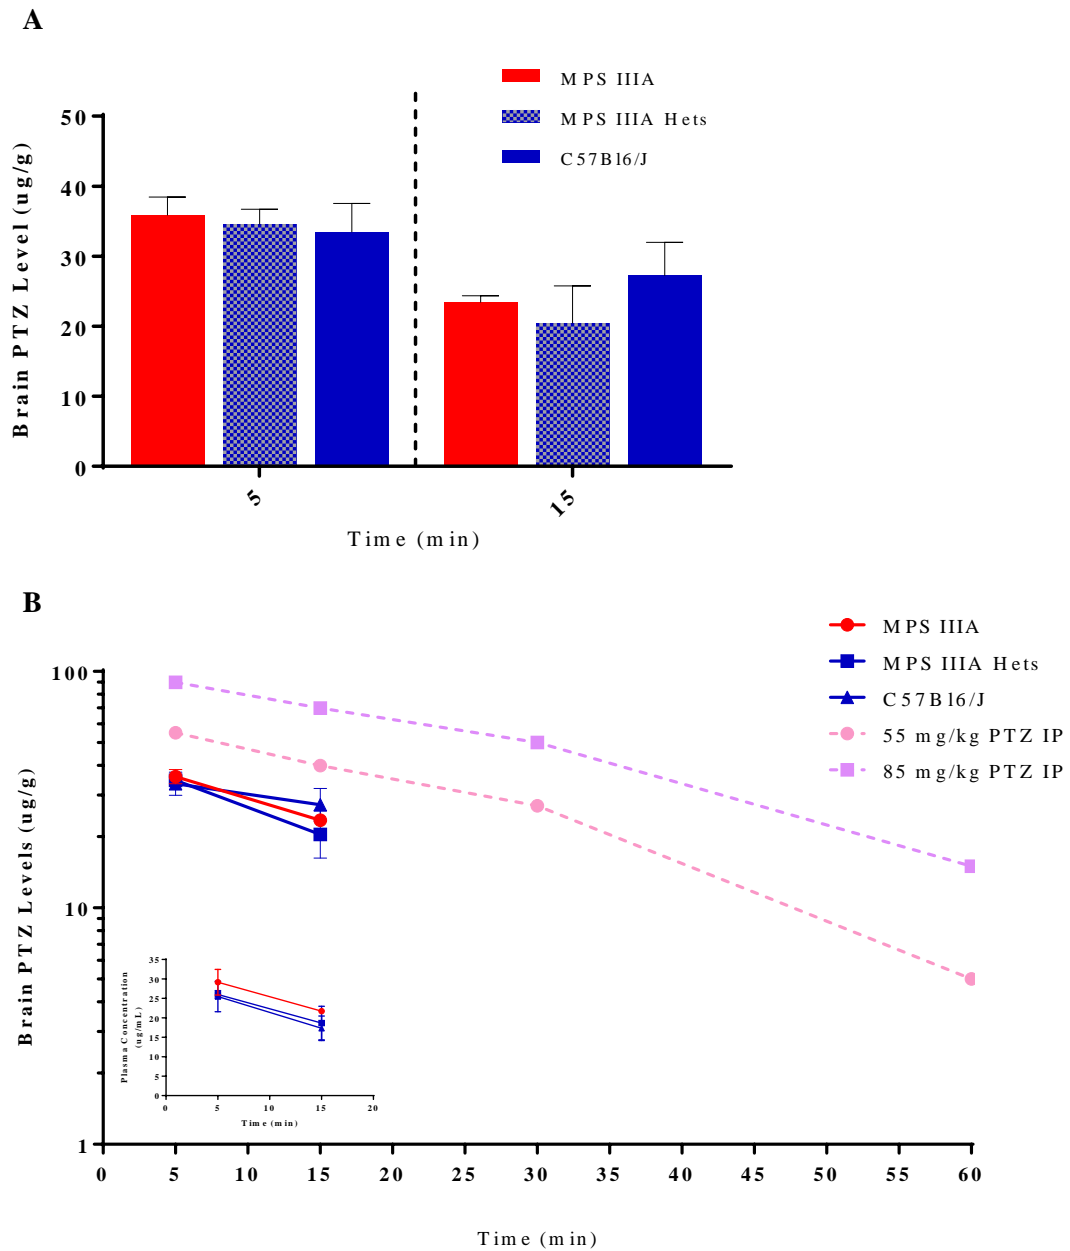 A
MPS IIIA
MPS IIIA Hets
C57Bl6/J
Brain PTZ Level (ug/g)
50
40
30
20
10
0
5
15
Time (min)
B
MPS IIIA
MPS IIIA Hets
C57Bl6/J
55 mg/kg PTZ IP
85 mg/kg PTZ IP
Brain PTZ Levels (ug/g)
100
10
1
Plasma Concentration
(ug/mL)
35
30
25
20
15
10
5
0
0 5 10 15 20
Time (min)
0 5 15 20 25 30 35 40 45 50 55 60
Time (min)